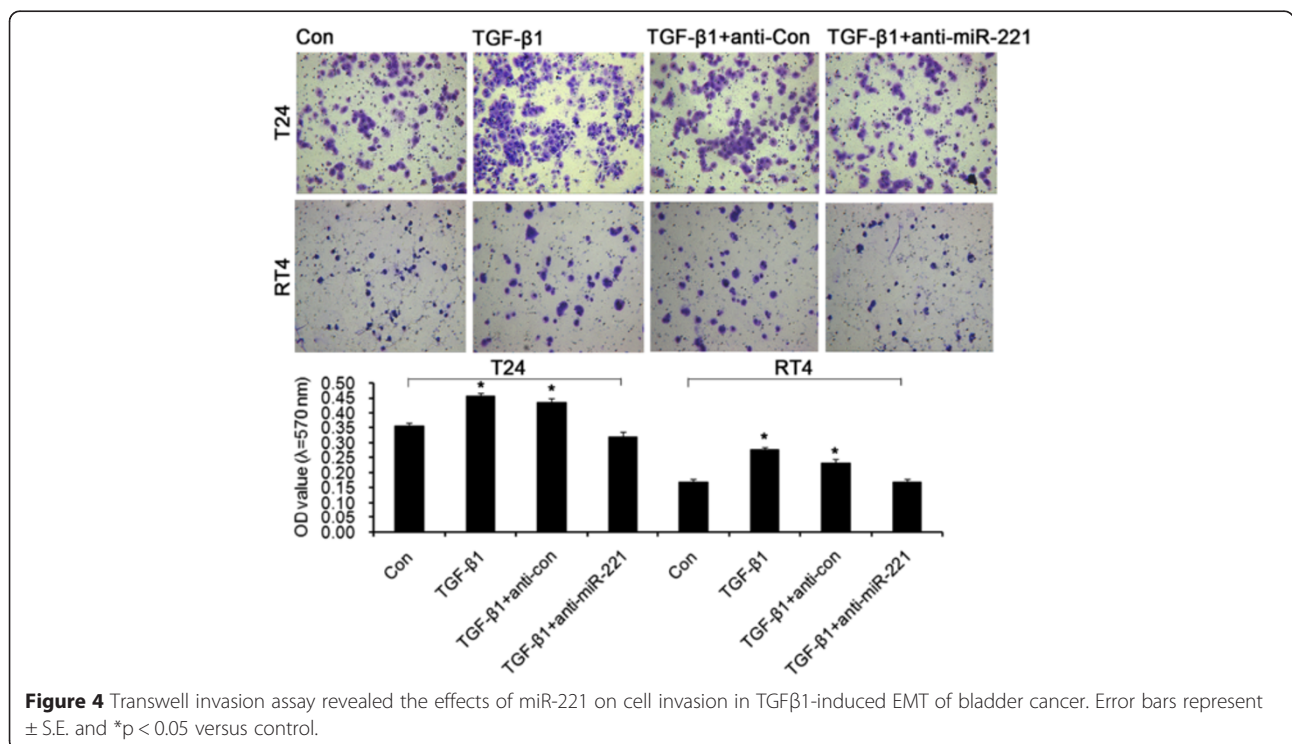 Con TGF-β1 TGF-β1+anti-Con TGF-β1+anti-miR-221
T24
RT4
T24 RT4
OD value (λ=570 nm)
0.50
0.45
0.40
0.35
0.30
0.25
0.20
0.15
0.10
0.05
0.00
* * * *
Con TGF-β1 TGF-β1+anti-con TGF-β1+anti-miR-221 Con TGF-β1 TGF-β1+anti-con TGF-β1+anti-miR-221
Figure 4 Transwell invasion assay revealed the effects of miR-221 on cell invasion in TGFβ1-induced EMT of bladder cancer. Error bars represent
± S.E. and *p < 0.05 versus control.